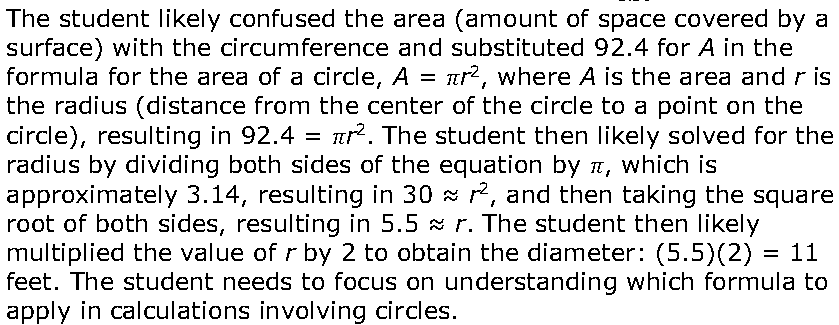 The student likely confused the area (amount of space covered by a
surface) with the circumference and substituted 92.4 for A in the
formula for the area of a circle, A = πr², where A is the area and r is
the radius (distance from the center of the circle to a point on the
circle), resulting in 92.4 = πr². The student then likely solved for the
radius by dividing both sides of the equation by π, which is
approximately 3.14, resulting in 30 ≈ r², and then taking the square
root of both sides, resulting in 5.5 ≈ r. The student then likely
multiplied the value of r by 2 to obtain the diameter: (5.5)(2) = 11
feet. The student needs to focus on understanding which formula to
apply in calculations involving circles.